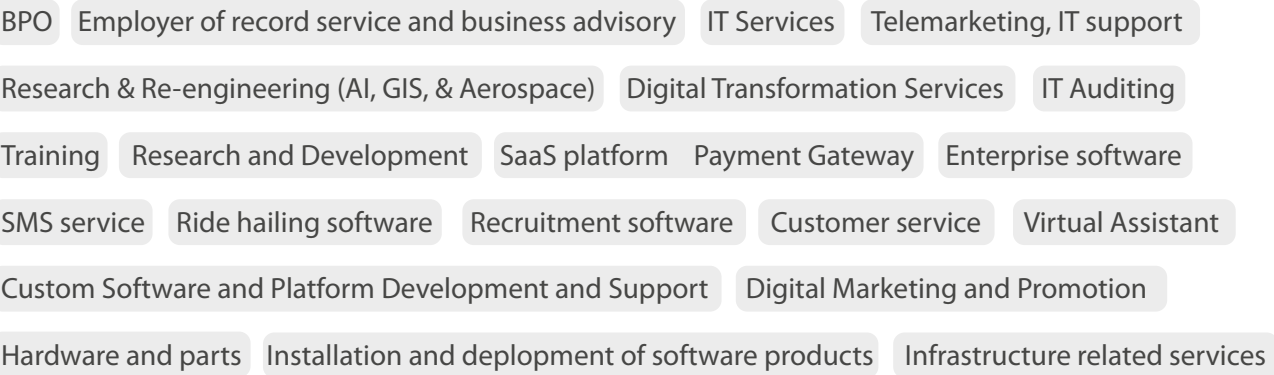 BPO Employer of record service and business advisory IT Services Telemarketing, IT support
Research & Re-engineering (AI, GIS, & Aerospace) Digital Transformation Services IT Auditing
Training Research and Development SaaS platform Payment Gateway Enterprise software
SMS service Ride hailing software Recruitment software Customer service Virtual Assistant
Custom Software and Platform Development and Support Digital Marketing and Promotion
Hardware and parts Installation and deplopment of software products Infrastructure related services